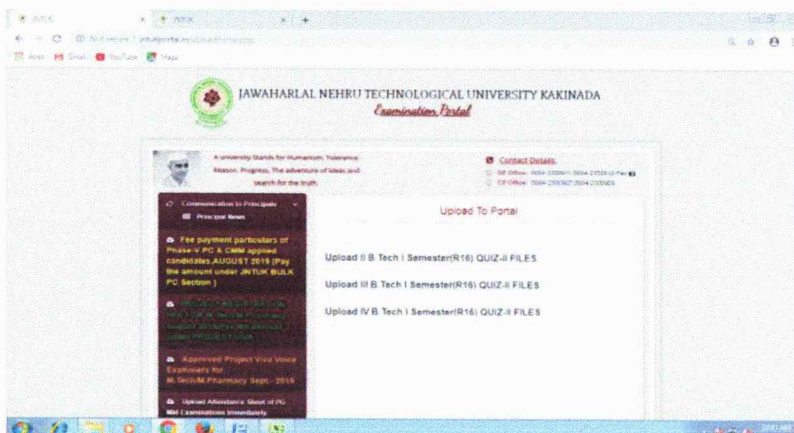 JNTUK
JNTUK
Not secure
Apps Gmail YouTube Maps
JAWAHARLAL NEHRU TECHNOLOGICAL UNIVERSITY KAKINADA
Examination Portal
A university Stands for Humanism, Tolerance,
Reason, Progress, The adventure of Ideas and
search for the truth.
Contact Details:
Communication to Principals
Principal News
Upload To Portal
Fee payment particulars of
Phase-V PC & CMM applied
candidates,AUGUST 2019 (Pay
the amount under JNTUK BULK
PC Section )
Upload II B.Tech I Semester(R16) QUIZ-II FILES
Upload III B.Tech I Semester(R16) QUIZ-II FILES
Upload IV B.Tech I Semester(R16) QUIZ-II FILES
Approved Project Viva Voice
Examiners for
M.Tech/M.Pharmacy Sept - 2019
Upload Attendance Sheet of PG
Mid Examinations Immediately